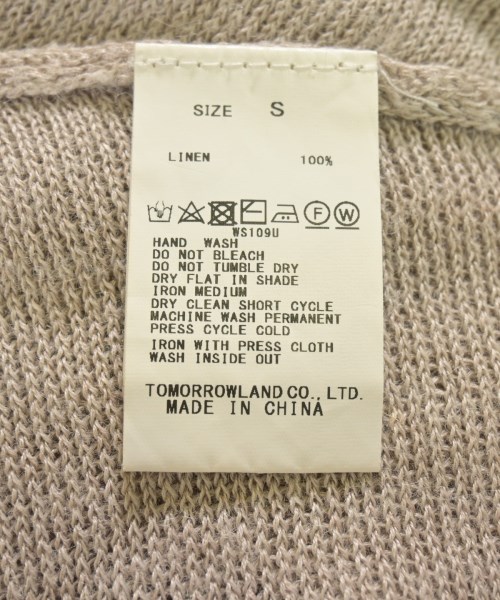 SIZE S
LINEN 100%
F W
WS109U
HAND WASH
DO NOT BLEACH
DO NOT TUMBLE DRY
DRY FLAT IN SHADE
IRON MEDIUM
DRY CLEAN SHORT CYCLE
MACHINE WASH PERMANENT
PRESS CYCLE COLD
IRON WITH PRESS CLOTH
WASH INSIDE OUT
TOMORROWLAND CO., LTD.
MADE IN CHINA